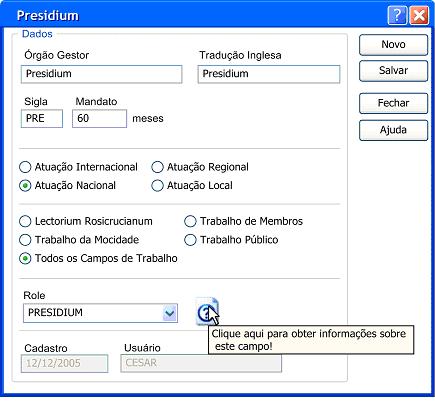 Presidium
Dados
Órgão Gestor Tradução Inglesa
Presidium Presidium
Sigla Mandato
PRE 60 meses
Atuação Internacional Atuação Regional
Atuação Nacional Atuação Local
Lectorium Rosicrucianum Trabalho de Membros
Trabalho da Mocidade Trabalho Público
Todos os Campos de Trabalho
Role
PRESIDIUM
Clique aqui para obter informações sobre
este campo!
Cadastro Usuário
12/12/2005 CESAR
Novo
Salvar
Fechar
Ajuda